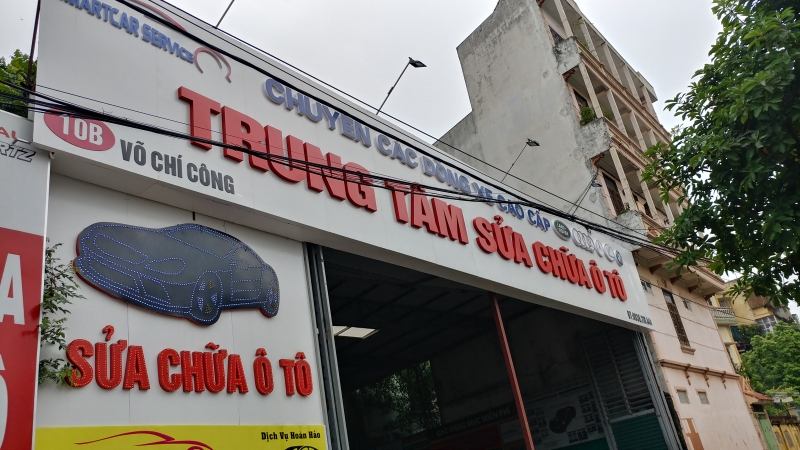 SMARTCAR SERVICE
CHUYÊN CÁC DÒNG XE CAO CẤP
TRUNG TÂM SỬA CHỮA Ô TÔ
10B
VÕ CHÍ CÔNG
SỬA CHỮA Ô TÔ
Dịch Vụ Hoàn Hảo